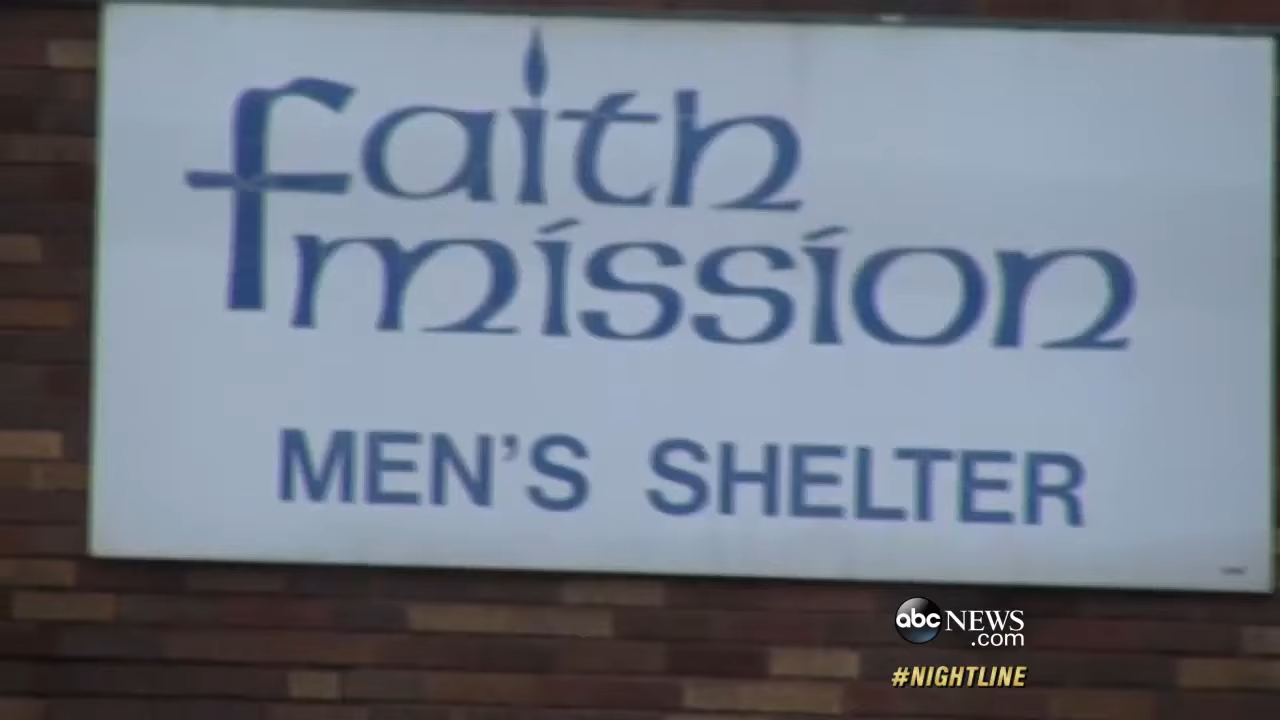 faith
mission
MEN'S SHELTER
abc NEWS
.com
#NIGHTLINE